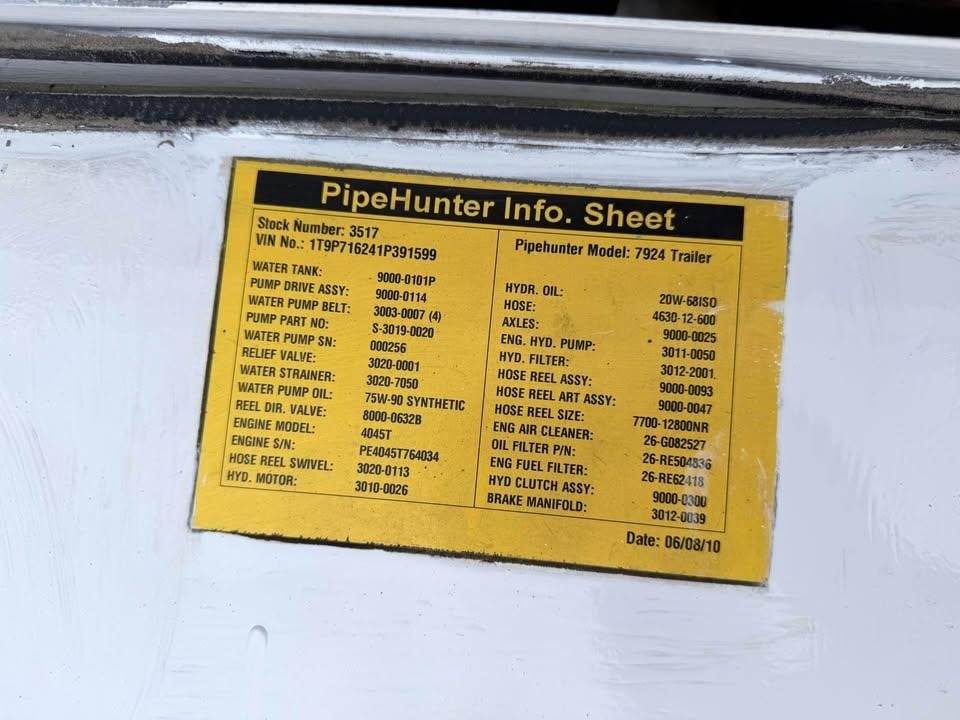 PipeHunter Info. Sheet
Stock Number: 3517
VIN No.: 1T9P716241P391599
WATER TANK: 9000-0101P
PUMP DRIVE ASSY: 9000-0114
WATER PUMP BELT: 3003-0007 (4)
PUMP PART NO: S-3019-0020
WATER PUMP SN: 000256
RELIEF VALVE: 3020-0001
WATER STRAINER: 3020-7050
WATER PUMP OIL: 75W-90 SYNTHETIC
REEL DIR. VALVE: 8000-0632B
ENGINE MODEL: 4045T
ENGINE S/N: PE4045T764034
HOSE REEL SWIVEL: 3020-0113
HYD. MOTOR: 3010-0026
Pipehunter Model: 7924 Trailer
HYDR. OIL: 20W-68ISO
HOSE: 4630-12-600
AXLES: 9000-0025
ENG. HYD. PUMP: 3011-0050
HYD. FILTER: 3012-2001
HOSE REEL ASSY: 9000-0093
HOSE REEL ART ASSY: 9000-0047
HOSE REEL SIZE: 7700-12800NR
ENG AIR CLEANER: 26-G082527
OIL FILTER P/N: 26-RE504836
ENG FUEL FILTER: 26-RE62418
HYD CLUTCH ASSY: 9000-0300
BRAKE MANIFOLD: 3012-0039
Date: 06/08/10